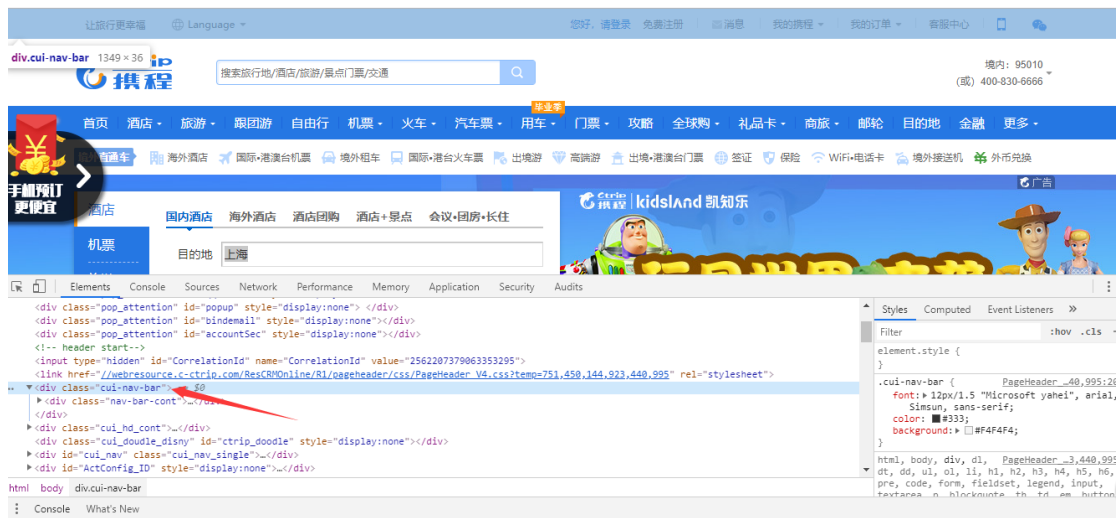 让旅行更幸福 Language 您好，请登录 免费注册 消息 我的携程 我的订单 客服中心
div.cui-nav-bar 1349 × 36
携程 搜索旅行地/酒店/旅游/景点门票/交通 境内：95010
(或) 400-830-6666
毕业季
首页 酒店 旅游 跟团游 自由行 机票 火车 汽车票 用车 门票 攻略 全球购 礼品卡 商旅 邮轮 目的地 金融 更多
海外酒店 国际·港澳台机票 境外租车 国际·港台火车票 出境游 高端游 出境·港澳台门票 签证 保险 WiFi·电话卡 境外接送机 外币兑换
手机预订
更便宜
广告
酒店 国内酒店 海外酒店 酒店团购 酒店+景点 会议•团房•长住
Ctrip 携程 kidsland 凯知乐
机票 目的地 上海
Elements Console Sources Network Performance Memory Application Security Audits
<div class="pop_attention" id="popup" style="display:none"> </div>
<div class="pop_attention" id="bindemail" style="display:none"></div>
<div class="pop_attention" id="accountSec" style="display:none"></div>
<!-- header start-->
<input type="hidden" id="CorrelationId" name="CorrelationId" value="2562207379063353295">
<link href="//webresource.c-ctrip.com/ResCRMOnline/R1/pageheader/css/PageHeader_V4.css?temp=751,450,144,923,440,995" rel="stylesheet">
<div class="cui-nav-bar"> == $0
<div class="nav-bar-cont">…</div>
</div>
<div class="cui_hd_cont">…</div>
<div class="cui_doudle_disny" id="ctrip_doodle" style="display:none"></div>
<div id="cui_nav" class="cui_nav_single">…</div>
<div id="ActConfig_ID" style="display:none">…</div>
html body div.cui-nav-bar
Console What's New
Styles Computed Event Listeners »
Filter :hov .cls
element.style {
}
.cui-nav-bar { PageHeader_…40,995:20
font: 12px/1.5 "Microsoft yahei", arial,
Simsun, sans-serif;
color: #333;
background: #F4F4F4;
}
html, body, div, dl, PageHeader_…3,440,995
dt, dd, ul, ol, li, h1, h2, h3, h4, h5, h6,
pre, code, form, fieldset, legend, input,
textarea, p, blockquote, th, td, em, button